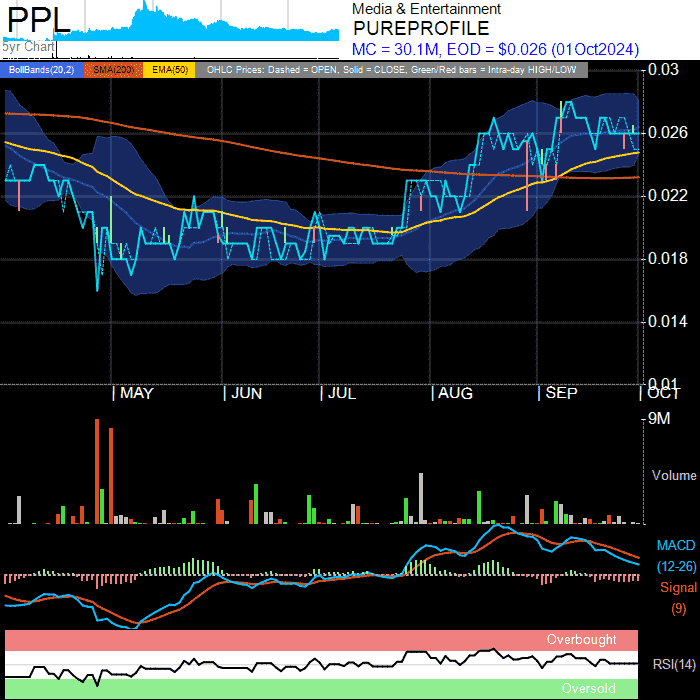 PPL
5yr Chart
Media & Entertainment
PUREPROFILE
MC = 30.1M, EOD = $0.026 (01Oct2024)
BollBands(20,2) SMA(200) EMA(50) OHLC Prices: Dashed = OPEN, Solid = CLOSE, Green/Red bars = Intra-day HIGH/LOW
0.03
0.026
0.022
0.018
0.014
0.01
MAY JUN JUL AUG SEP OCT
9M
Volume
MACD
(12-26)
Signal
(9)
Overbought
RSI(14)
Oversold